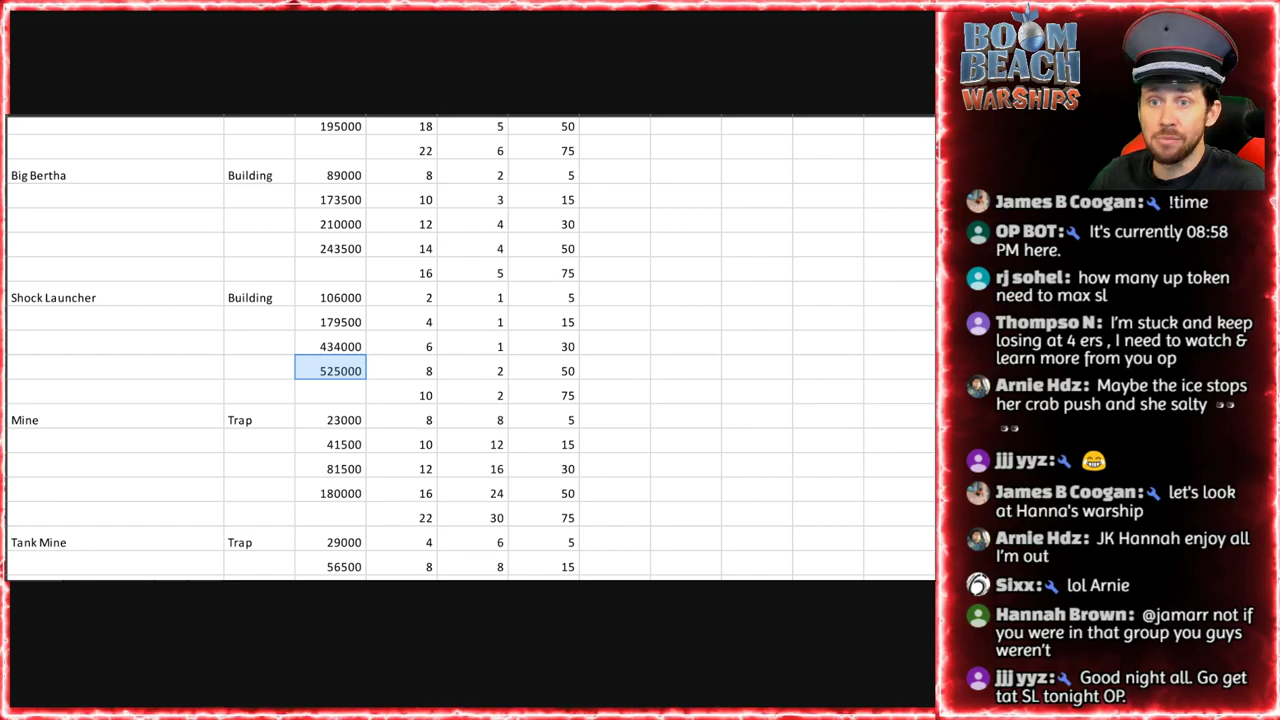 195000 18 5 50
22 6 75
Big Bertha Building 89000 8 2 5
173500 10 3 15
210000 12 4 30
243500 14 4 50
16 5 75
Shock Launcher Building 106000 2 1 5
179500 4 1 15
434000 6 1 30
525000 8 2 50
10 2 75
Mine Trap 23000 8 8 5
41500 10 12 15
81500 12 16 30
180000 16 24 50
22 30 75
Tank Mine Trap 29000 4 6 5
56500 8 8 15
BOOM
BEACH
WARSHIPS
James B Coogan: !time
OP BOT: It's currently 08:58
PM here.
rj sohel: how many up token
need to max sl
Thompso N: I'm stuck and keep
losing at 4 ers , I need to watch &
learn more from you op
Arnie Hdz: Maybe the ice stops
her crab push and she salty 👀
👀
jjj yyz: 😂
James B Coogan: let's look
at Hanna's warship
Arnie Hdz: JK Hannah enjoy all
I'm out
Sixx: lol Arnie
Hannah Brown: @jamarr not if
you were in that group you guys
weren't
jjj yyz: Good night all. Go get
tat SL tonight OP.